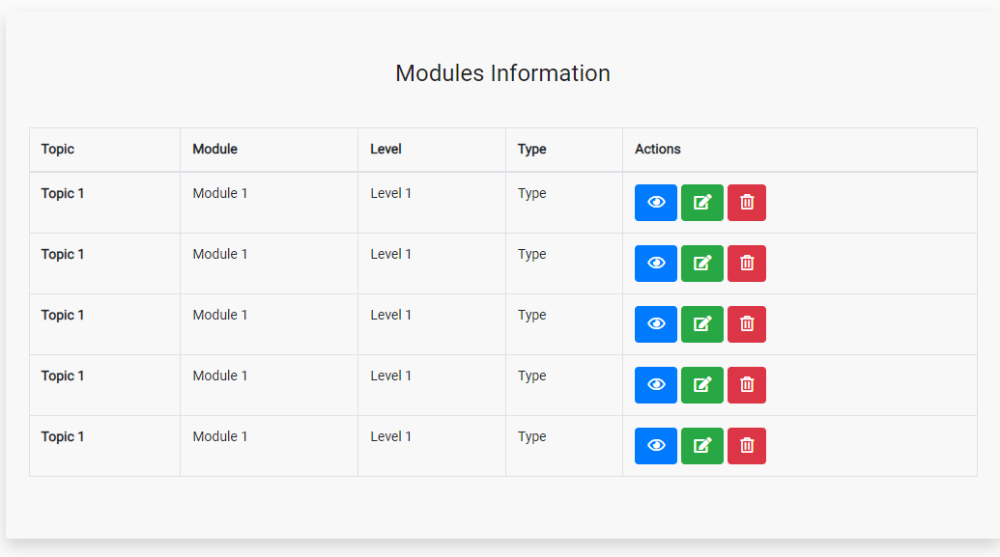 Modules Information
Topic Module Level Type Actions
Topic 1 Module 1 Level 1 Type
Topic 1 Module 1 Level 1 Type
Topic 1 Module 1 Level 1 Type
Topic 1 Module 1 Level 1 Type
Topic 1 Module 1 Level 1 Type